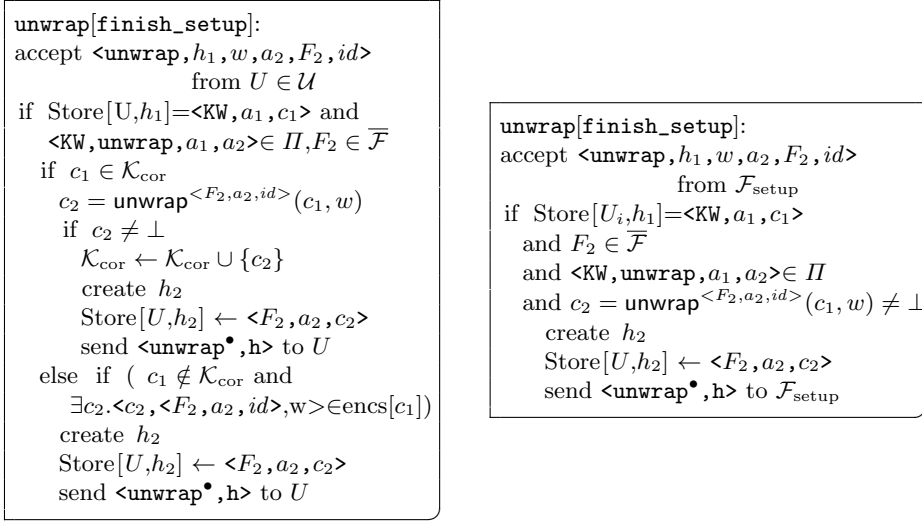 unwrap[finish_setup]:
accept <unwrap,h₁,w,a₂,F₂,id>
from U ∈ 𝒰
if Store[U,h₁]=<KW,a₁,c₁> and
<KW,unwrap,a₁,a₂>∈ Π,F₂ ∈ ℱ̅
if c₁ ∈ 𝒦cor
c₂ = unwrap^<F₂,a₂,id>(c₁, w)
if c₂ ≠ ⊥
𝒦cor ← 𝒦cor ∪ {c₂}
create h₂
Store[U,h₂] ← <F₂,a₂,c₂>
send <unwrap•,h> to U
else if ( c₁ ∉ 𝒦cor and
∃c₂.<c₂,<F₂,a₂,id>,w>∈encs[c₁])
create h₂
Store[U,h₂] ← <F₂,a₂,c₂>
send <unwrap•,h> to U
unwrap[finish_setup]:
accept <unwrap,h₁,w,a₂,F₂,id>
from ℱsetup
if Store[Uᵢ,h₁]=<KW,a₁,c₁>
and F₂ ∈ ℱ̅
and <KW,unwrap,a₁,a₂>∈ Π
and c₂ = unwrap^<F₂,a₂,id>(c₁, w) ≠ ⊥
create h₂
Store[U,h₂] ← <F₂,a₂,c₂>
send <unwrap•,h> to ℱsetup